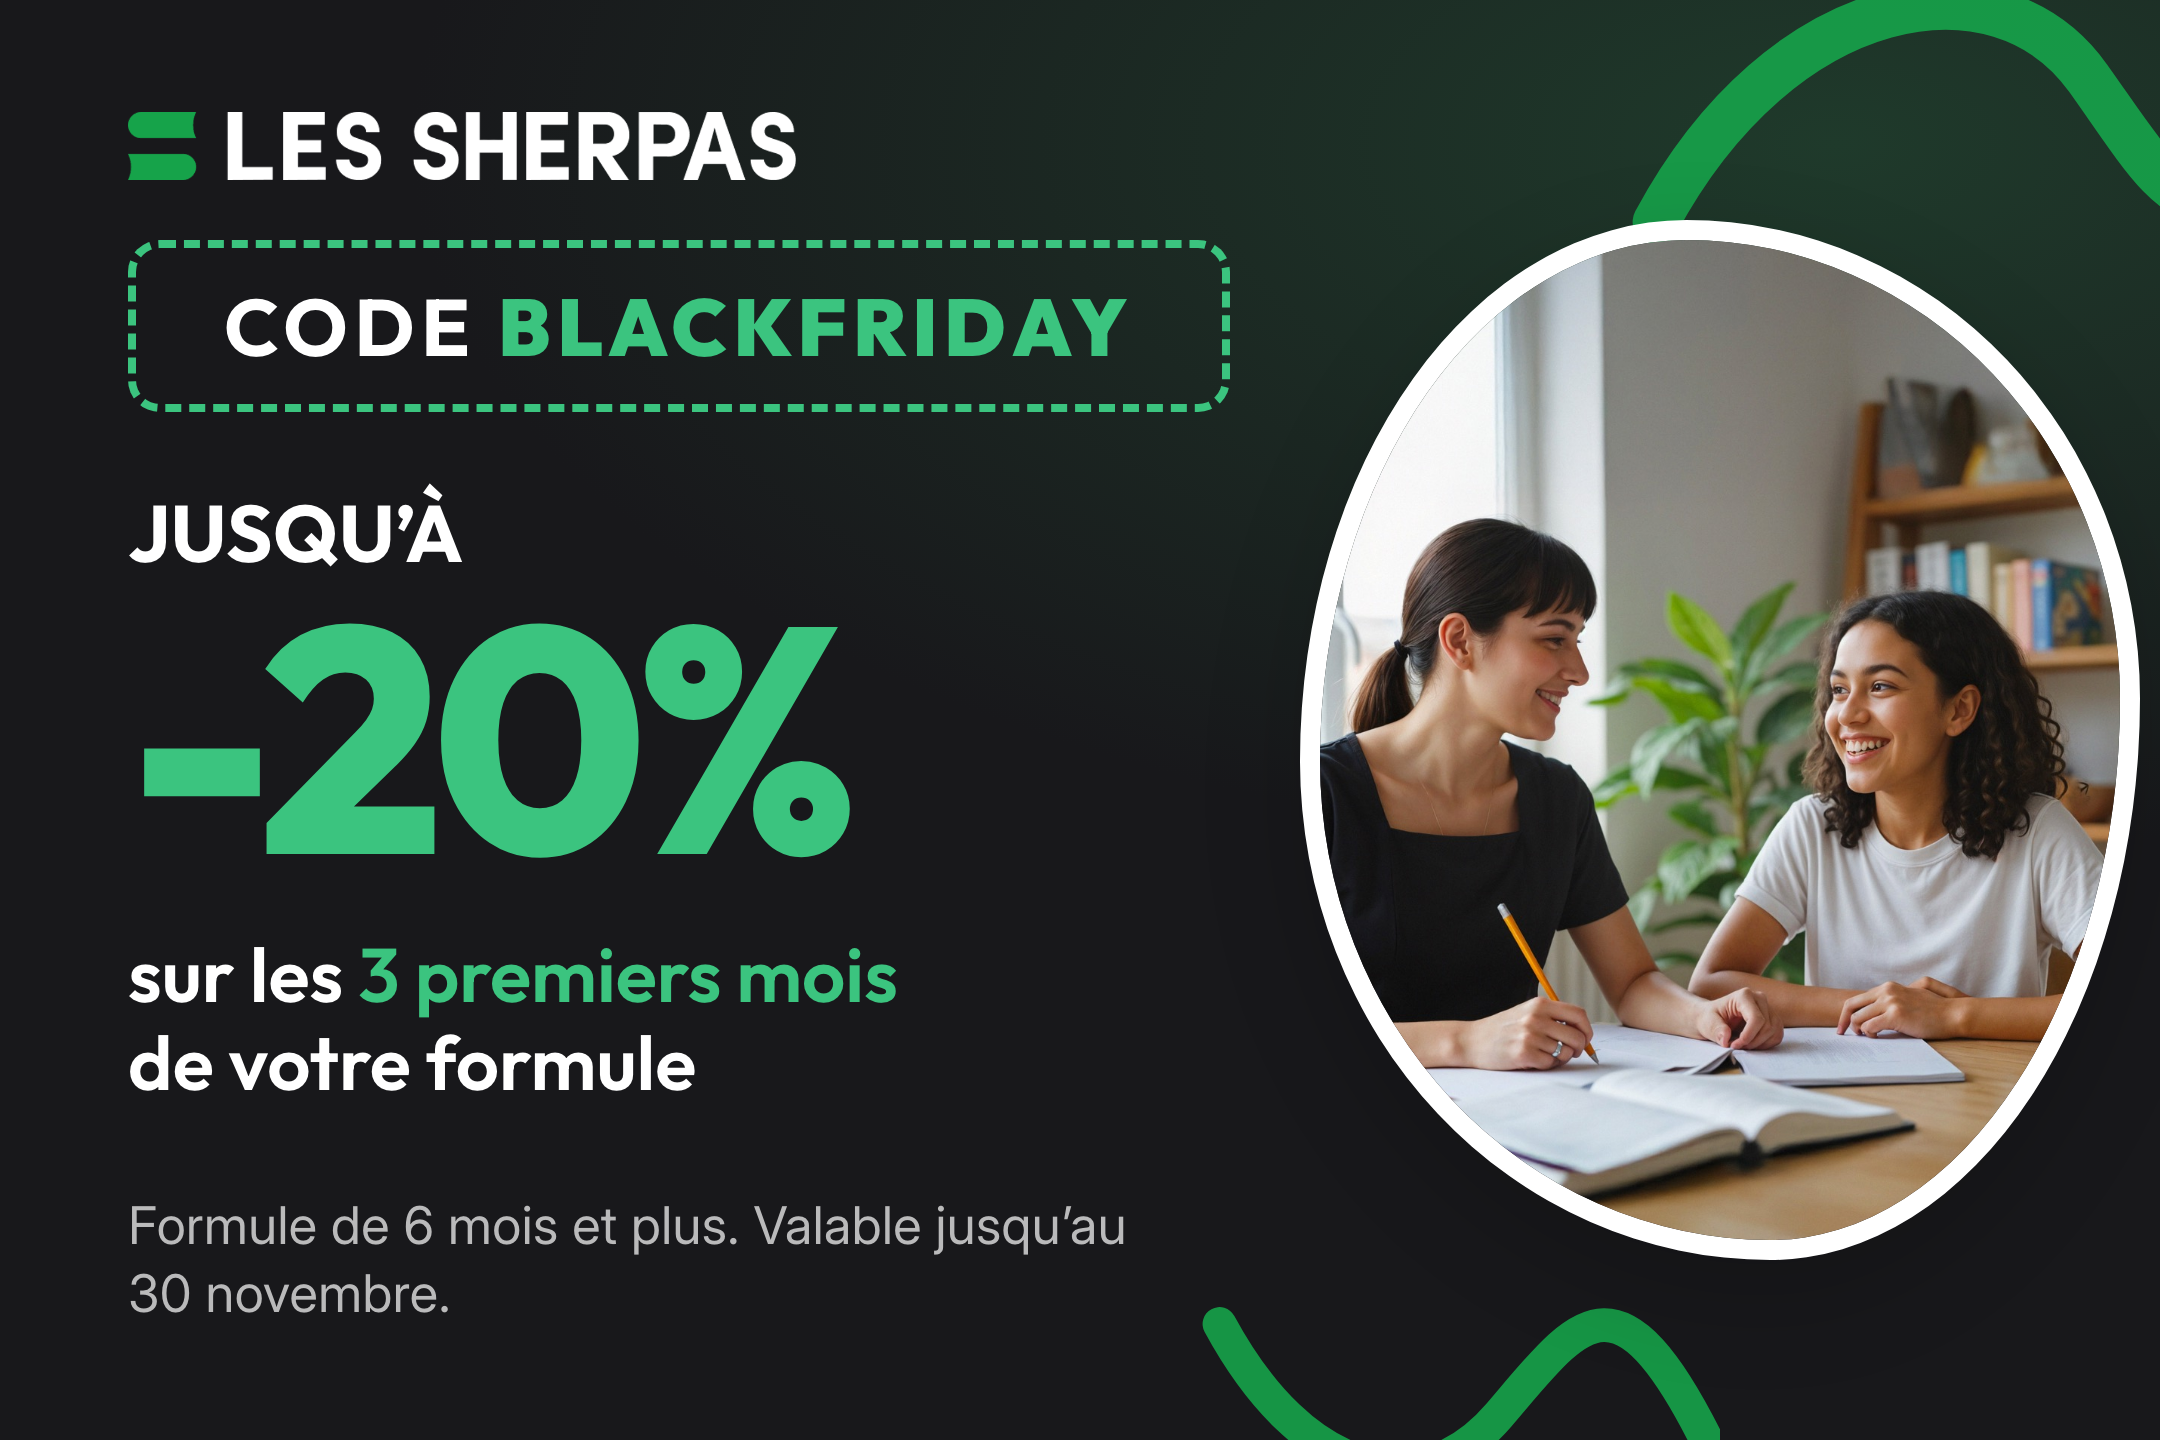 LES SHERPAS
CODE BLACKFRIDAY
JUSQU’À
-20%
sur les 3 premiers mois
de votre formule
Formule de 6 mois et plus. Valable jusqu’au
30 novembre.